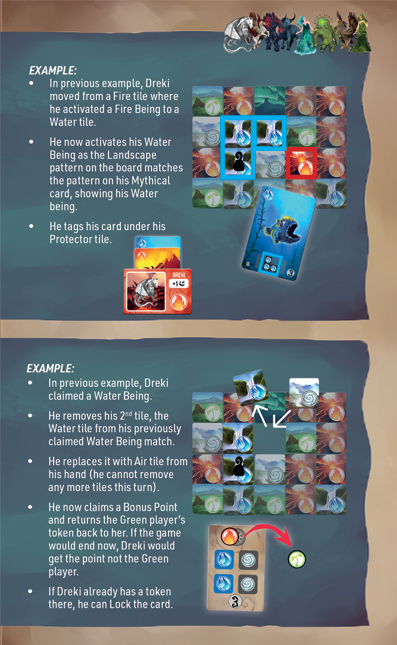 EXAMPLE:
• In previous example, Dreki
moved from a Fire tile where
he activated a Fire Being to a
Water tile.
• He now activates his Water
Being as the Landscape
pattern on the board matches
the pattern on his Mythical
card, showing his Water
being.
• He tags his card under his
Protector tile.
DREKI
3
EXAMPLE:
• In previous example, Dreki
claimed a Water Being.
• He removes his 2nd tile, the
Water tile from his previously
claimed Water Being match.
• He replaces it with Air tile from
his hand (he cannot remove
any more tiles this turn).
• He now claims a Bonus Point
and returns the Green player's
token back to her. If the game
would end now, Dreki would
get the point not the Green
player.
• If Dreki already has a token
there, he can Lock the card.
3